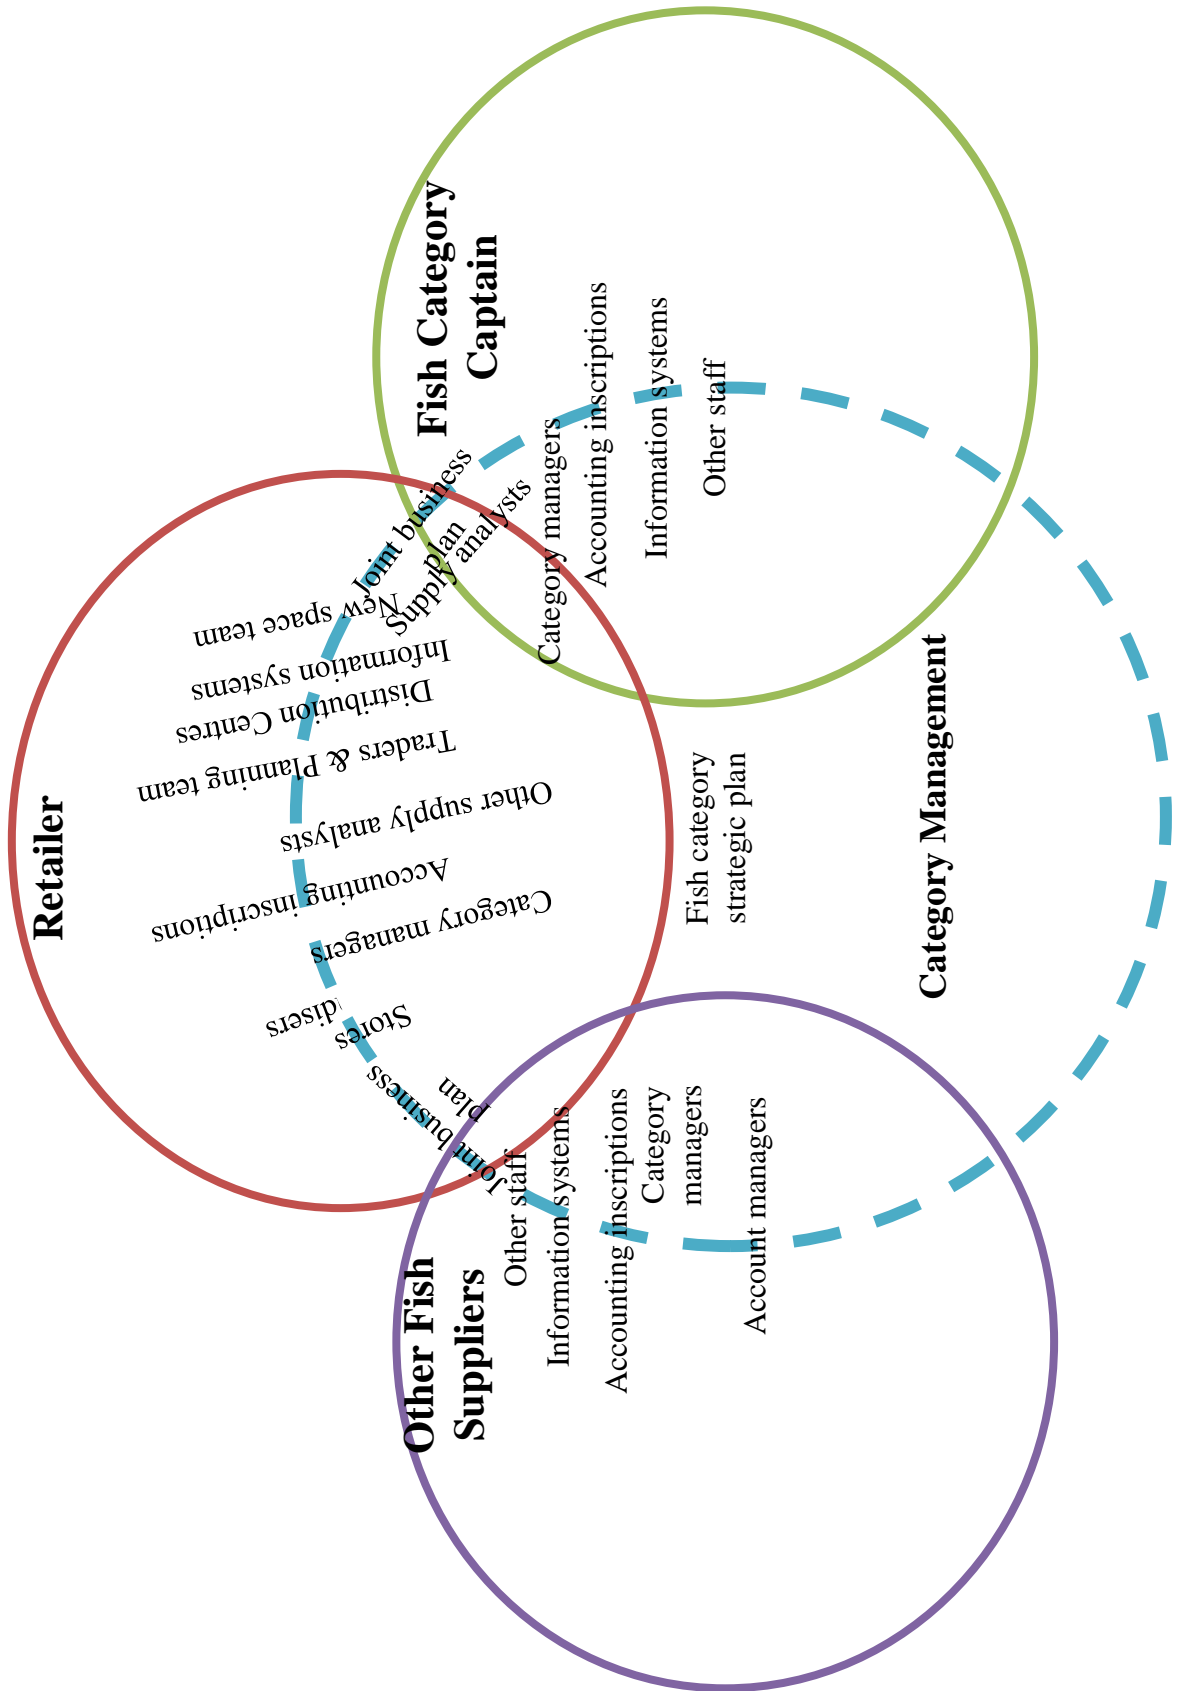 Retailer
Stores
disers
Category managers
Accounting inscriptions
Other supply analysts
Traders & Planning team
Distribution Centres
Information systems
New space team
Joint business
plan
Joint business
plan
Supply analysts
Other Fish
Suppliers
Other staff
Information systems
Accounting inscriptions
Category
managers
Account managers
Fish category
strategic plan
Fish Category
Captain
Category managers
Accounting inscriptions
Information systems
Other staff
Category Management